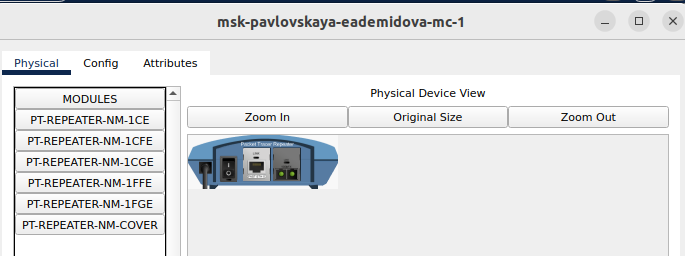 msk-pavlovskaya-eademidova-mc-1
Physical Config Attributes
MODULES
PT-REPEATER-NM-1CE
PT-REPEATER-NM-1CFE
PT-REPEATER-NM-1CGE
PT-REPEATER-NM-1FFE
PT-REPEATER-NM-1FGE
PT-REPEATER-NM-COVER
Physical Device View
Zoom In Original Size Zoom Out
Packet Tracer Repeater